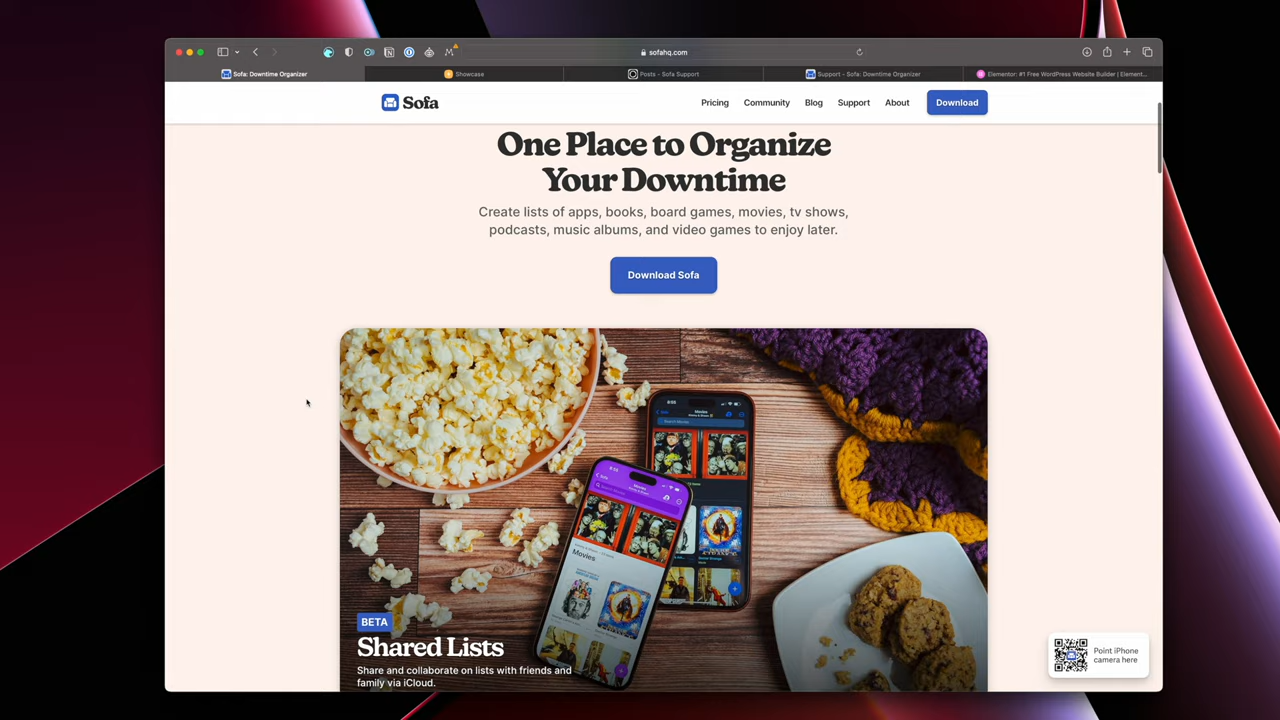 sofahq.com
Sofa: Downtime Organizer
Showcase
Posts - Sofa Support
Support - Sofa: Downtime Organizer
Elementor: #1 Free WordPress Website Builder | Element...
Sofa
Pricing
Community
Blog
Support
About
Download
One Place to Organize
Your Downtime
Create lists of apps, books, board games, movies, tv shows,
podcasts, music albums, and video games to enjoy later.
Download Sofa
Movies
BETA
Shared Lists
Share and collaborate on lists with friends and
family via iCloud.
Point iPhone
camera here